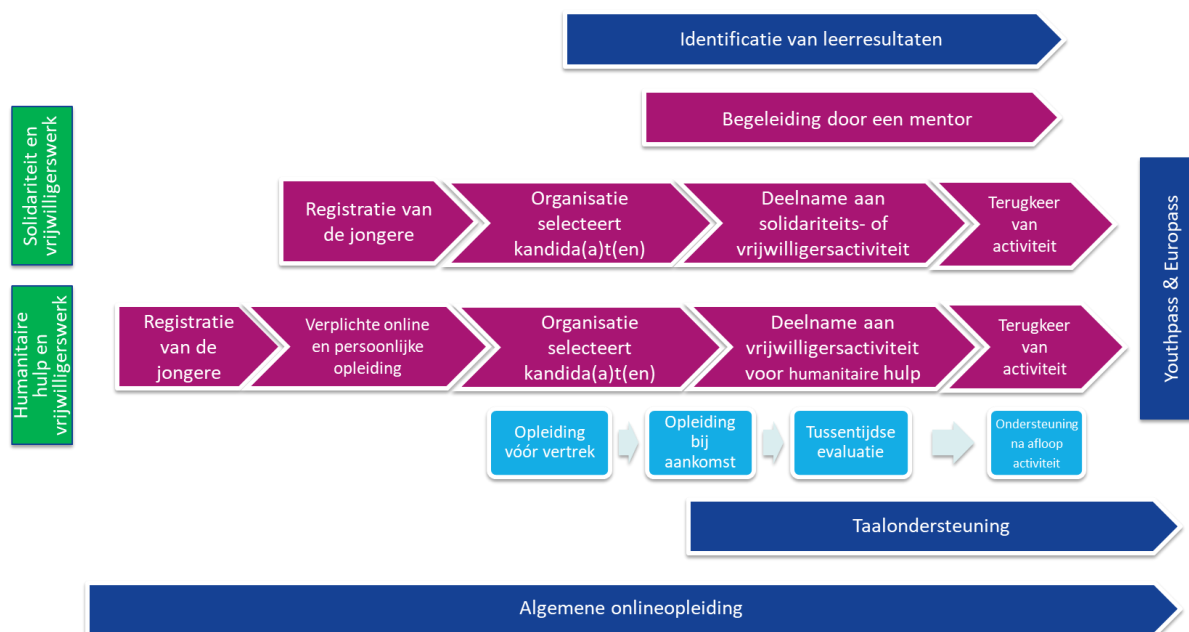 Identificatie van leerresultaten
Begeleiding door een mentor
Solidariteit en
vrijwilligerswerk
Registratie van
de jongere
Organisatie
selecteert
kandida(a)t(en)
Deelname aan
solidariteits- of
vrijwilligersactiviteit
Terugkeer
van
activiteit
Youthpass & Europass
Humanitaire
hulp en
vrijwilligerswerk
Registratie
van de
jongere
Verplichte online
en persoonlijke
opleiding
Organisatie
selecteert
kandida(a)t(en)
Deelname aan
vrijwilligersactiviteit
voor humanitaire hulp
Terugkeer
van
activiteit
Opleiding
vóór vertrek
Opleiding
bij
aankomst
Tussentijdse
evaluatie
Ondersteuning
na afloop
activiteit
Taalondersteuning
Algemene onlineopleiding